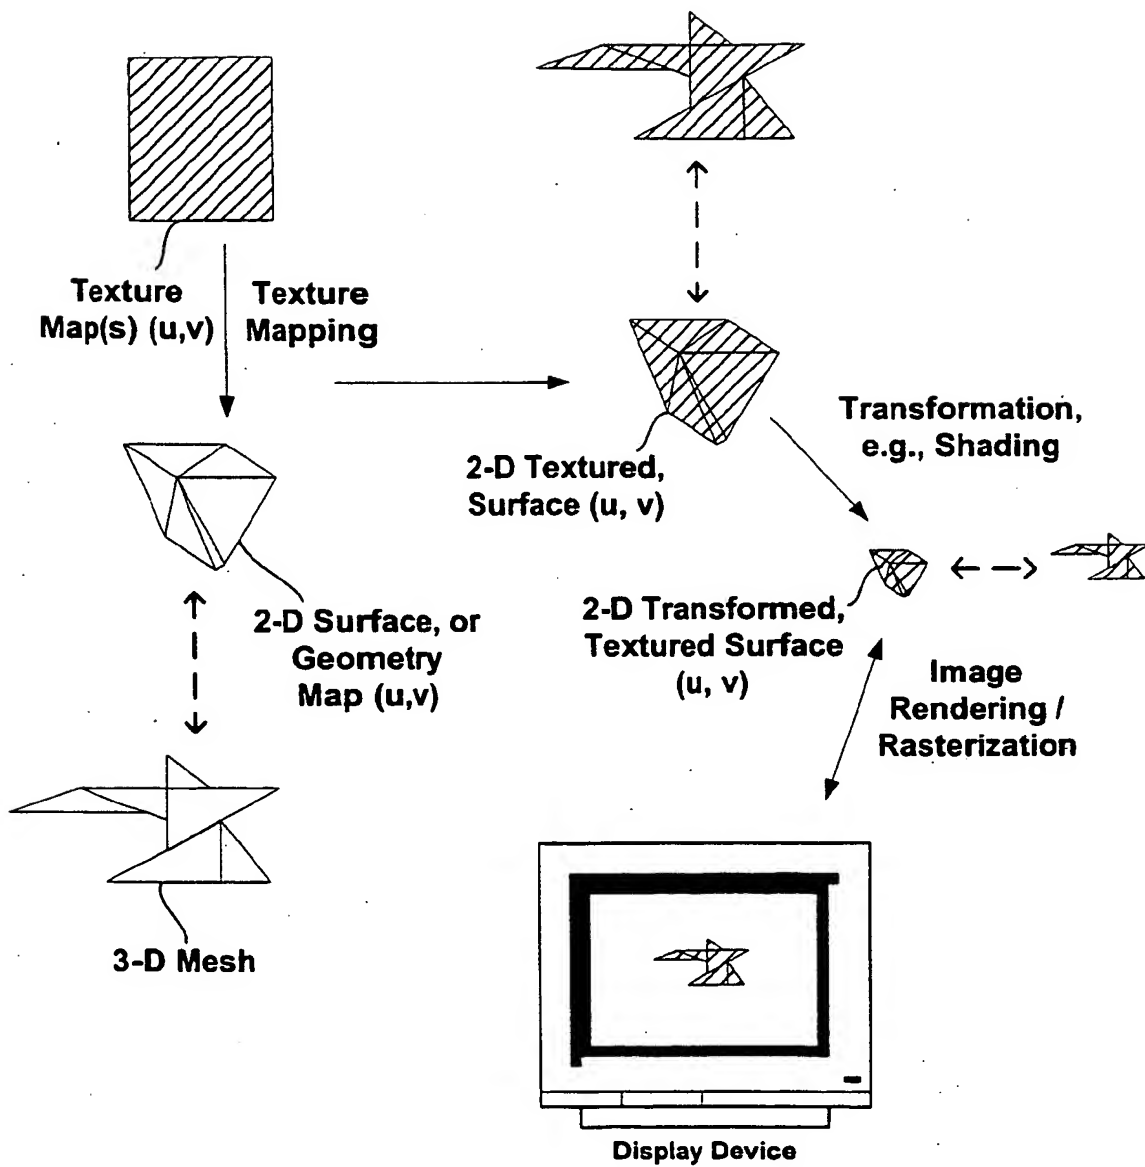 Texture
Map(s) (u,v)
Texture
Mapping
2-D Surface, or
Geometry
Map (u,v)
3-D Mesh
2-D Textured,
Surface (u, v)
Transformation,
e.g., Shading
2-D Transformed,
Textured Surface
(u, v)
Image
Rendering /
Rasterization
Display Device